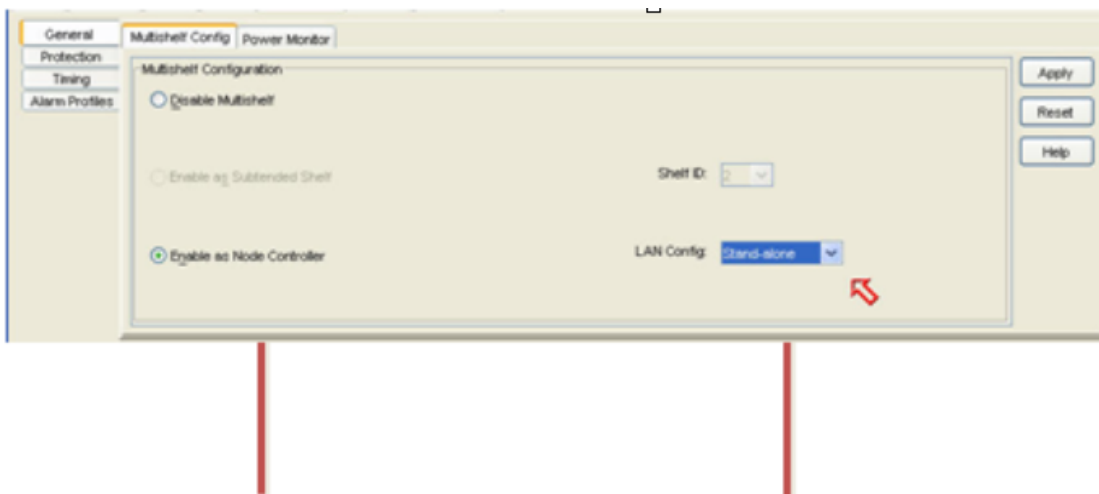 General
Protection
Timing
Alarm Profiles
Multishelf Config
Power Monitor
Multishelf Configuration
Disable Multishelf
Enable as Subtended Shelf
Shelf ID: 2
Enable as Node Controller
LAN Config: Stand-alone
Apply
Reset
Help